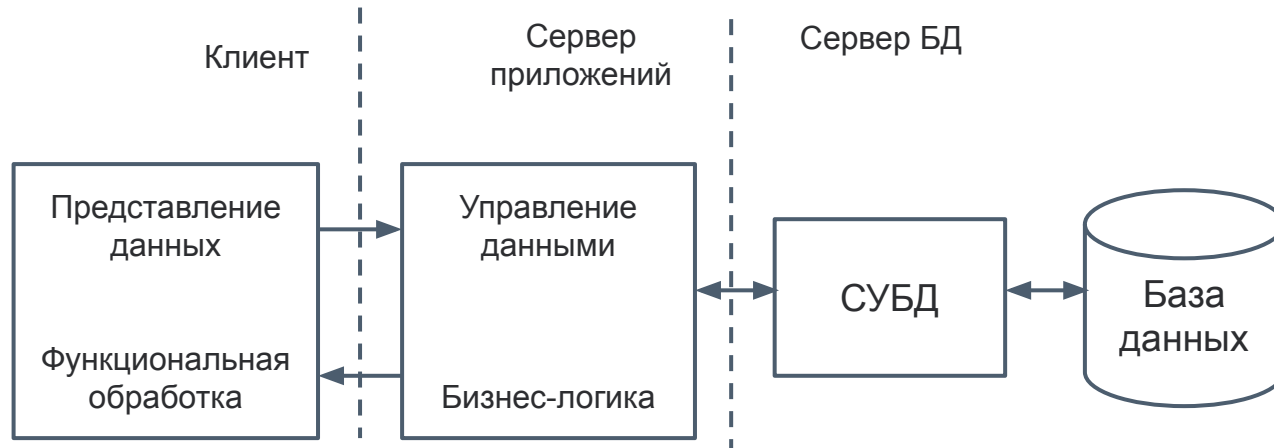 Клиент
Сервер
приложений
Сервер БД
Представление
данных
Функциональная
обработка
Управление
данными
Бизнес-логика
СУБД
База
данных